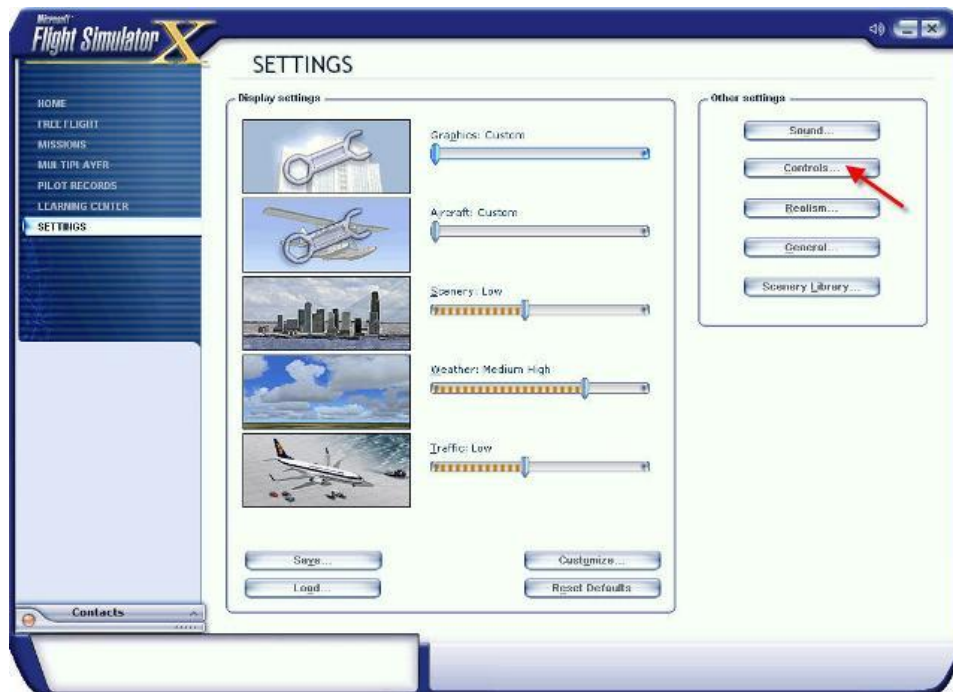 Microsoft
Flight Simulator X
SETTINGS
HOME
FREE FLIGHT
MISSIONS
MULTIPLAYER
PILOT RECORDS
LEARNING CENTER
SETTINGS
Display settings
Graphics: Custom
Aircraft: Custom
Scenery: Low
Weather: Medium High
Traffic: Low
Save...
Customize...
Load...
Reset Defaults
Other settings
Sound...
Controls...
Realism...
General...
Scenery Library...
Contacts